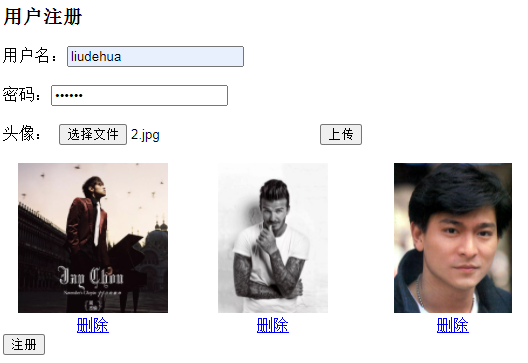 用户注册
用户名：liudehua
密码：••••••
头像： 选择文件 2.jpg 上传
Jay Chou
删除 删除 删除
注册